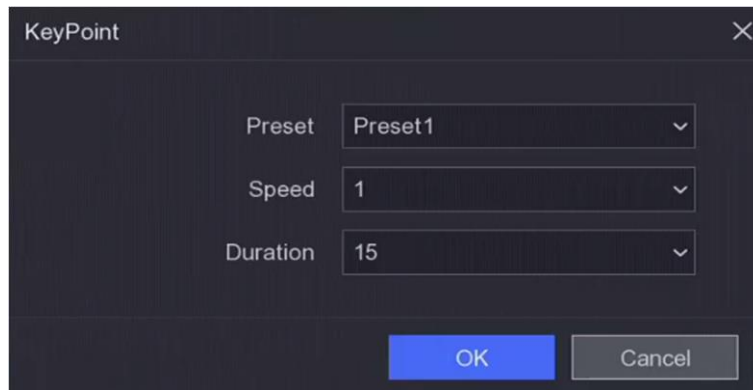 KeyPoint
Preset Preset1
Speed 1
Duration 15
OK Cancel